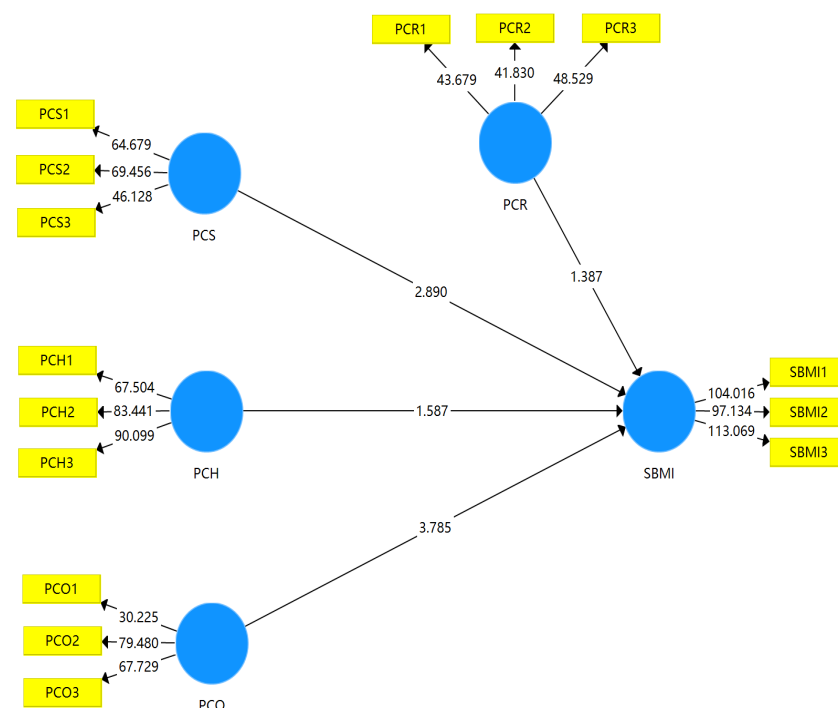 PCR1
PCR2
PCR3
43.679
41.830
48.529
PCR
PCS1
PCS2
PCS3
64.679
69.456
46.128
PCS
2.890
1.387
PCH1
PCH2
PCH3
67.504
83.441
90.099
PCH
1.587
SBMI
104.016
97.134
113.069
SBMI1
SBMI2
SBMI3
3.785
PCO1
PCO2
PCO3
30.225
79.480
67.729
PCO